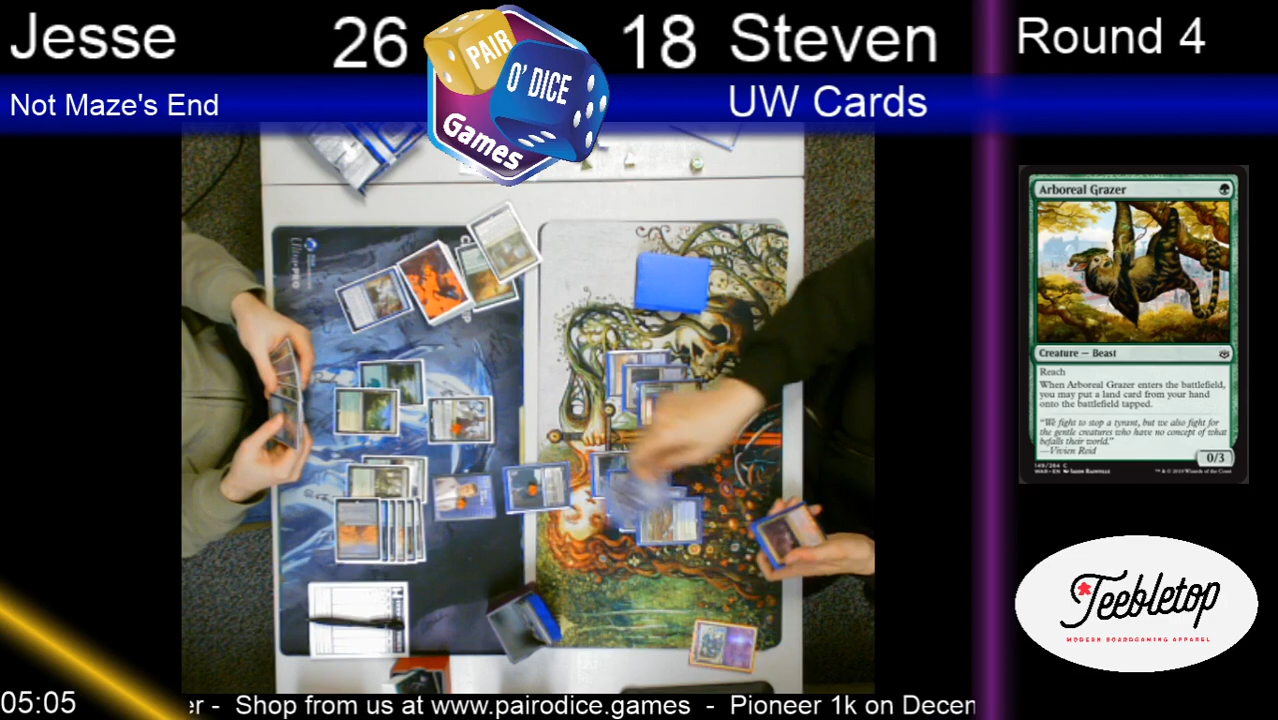 Jesse
26
PAIR
O' DICE
Games
18
Steven
Round 4
Not Maze's End
UW Cards
Arboreal Grazer
Creature — Beast
Reach
When Arboreal Grazer enters the battlefield,
you may put a land card from your hand
onto the battlefield tapped.
"We fight to stop a tyrant, but we also fight for
the gentle creatures who have no concept of what
befalls their world."
—Vivien Reid
0/3
Teebletop
MODERN BOARDGAMING APPAREL
05:05
er - Shop from us at www.pairodice.games - Pioneer 1k on Decen